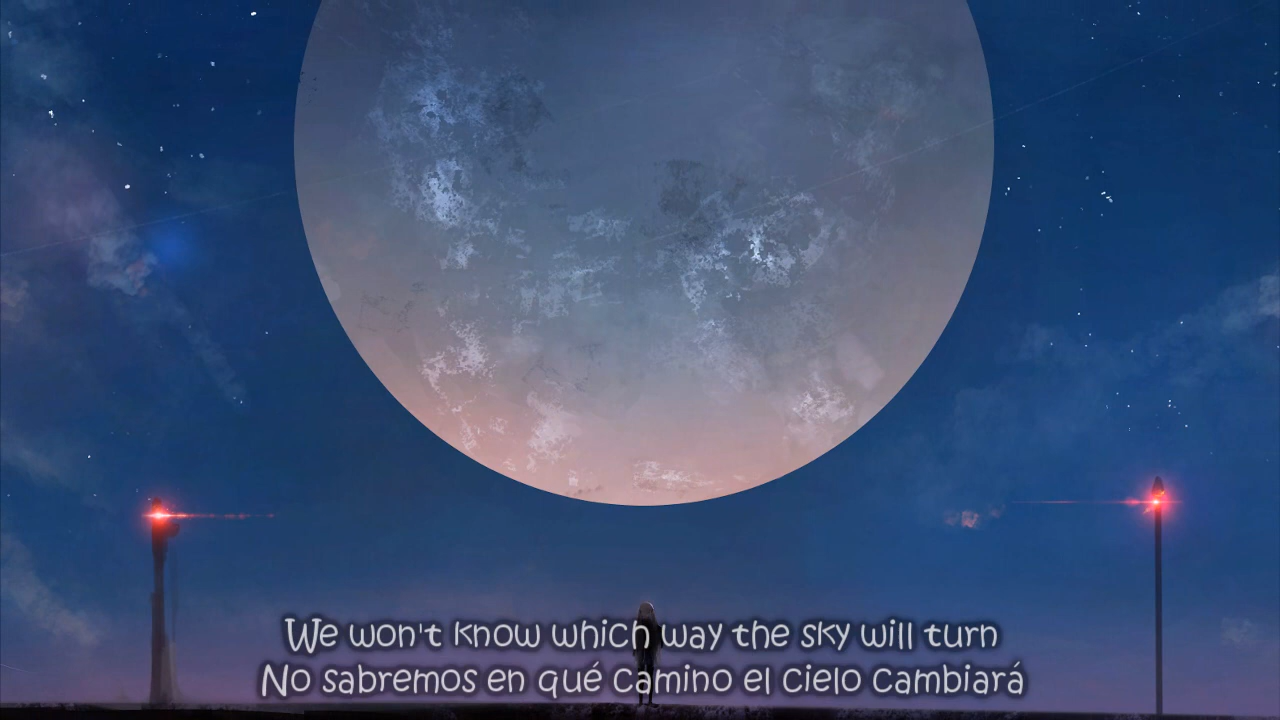 We won't know which way the sky will turn
No sabremos en qué camino el cielo cambiará